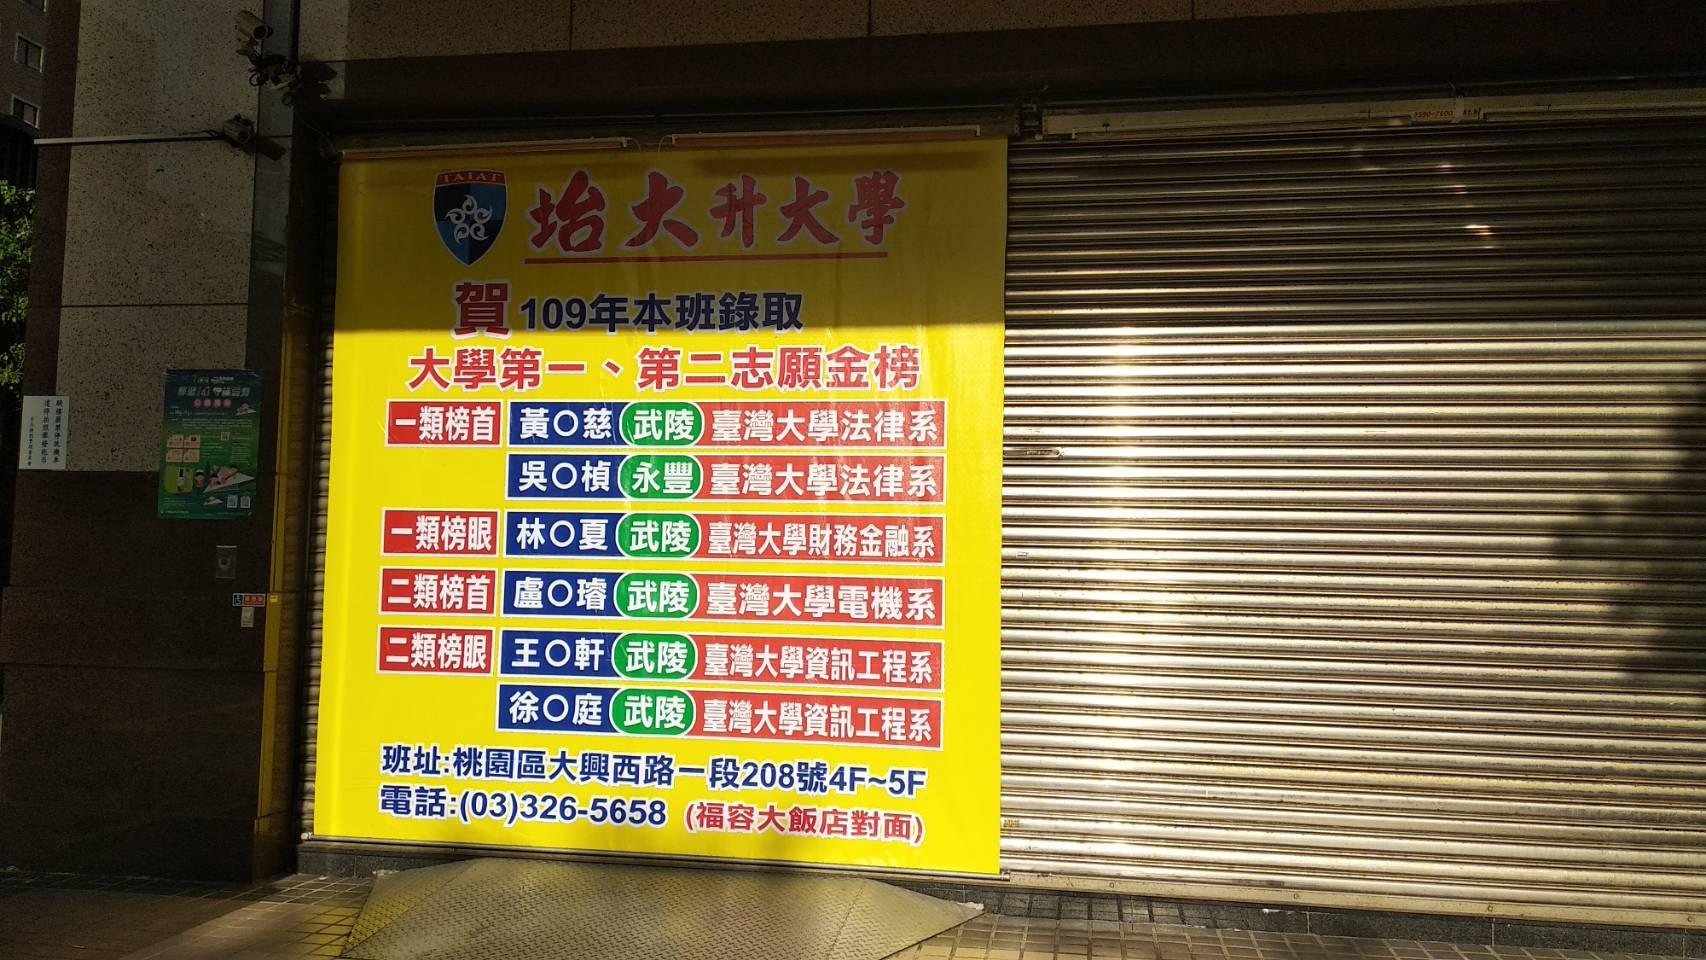 TAIAT
坮大升大學
賀 109年本班錄取
大學第一、第二志願金榜
一類榜首 黃○慈 武陵 臺灣大學法律系
吳○楨 永豐 臺灣大學法律系
一類榜眼 林○夏 武陵 臺灣大學財務金融系
二類榜首 盧○璿 武陵 臺灣大學電機系
二類榜眼 王○軒 武陵 臺灣大學資訊工程系
徐○庭 武陵 臺灣大學資訊工程系
班址:桃園區大興西路一段208號4F~5F
電話:(03)326-5658 (福容大飯店對面)